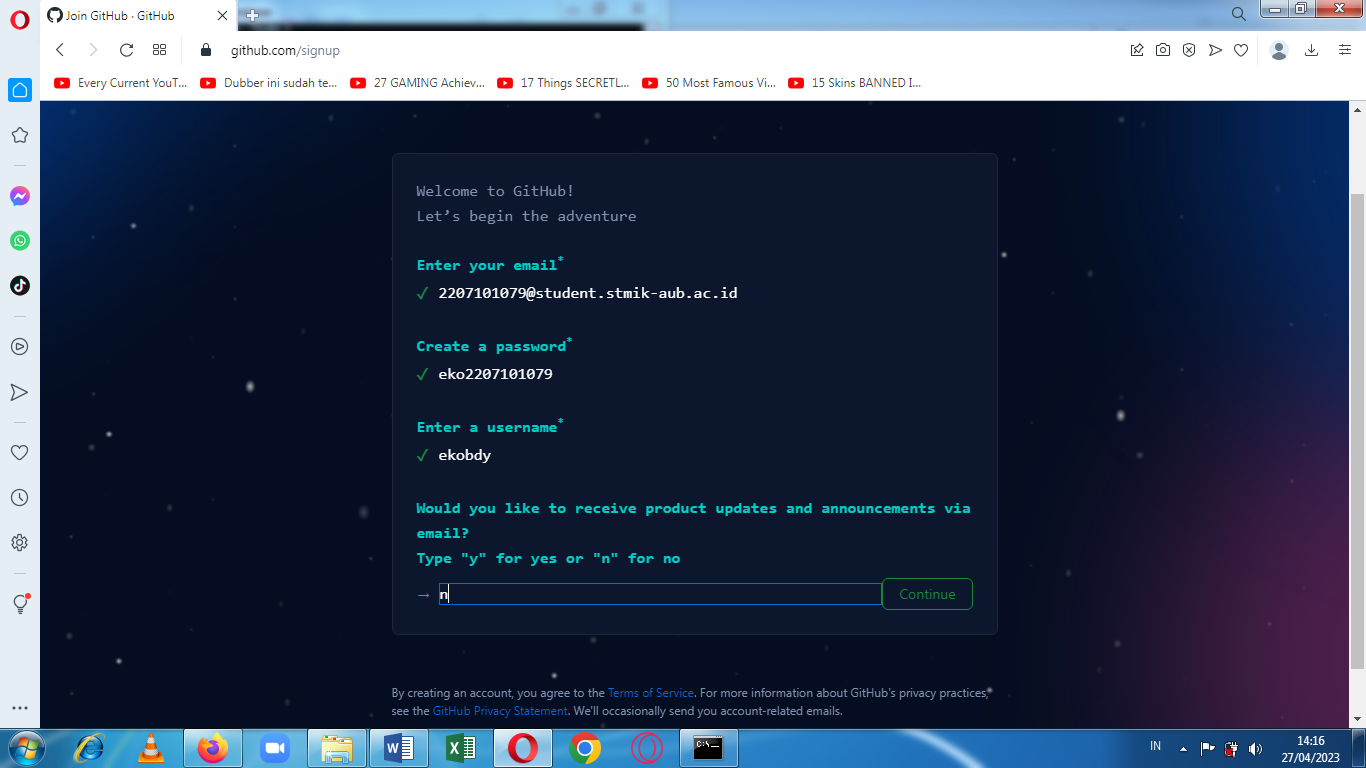 Join GitHub · GitHub
github.com/signup
Every Current YouT...
Dubber ini sudah te...
27 GAMING Achiev...
17 Things SECRETL...
50 Most Famous Vi...
15 Skins BANNED I...
Welcome to GitHub!
Let’s begin the adventure
Enter your email*
✓ 2207101079@student.stmik-aub.ac.id
Create a password*
✓ eko2207101079
Enter a username*
✓ ekobdy
Would you like to receive product updates and announcements via
email?
Type "y" for yes or "n" for no
→ n
Continue
By creating an account, you agree to the Terms of Service. For more information about GitHub's privacy practices,
see the GitHub Privacy Statement. We'll occasionally send you account-related emails.
C:\
IN
14:16
27/04/2023